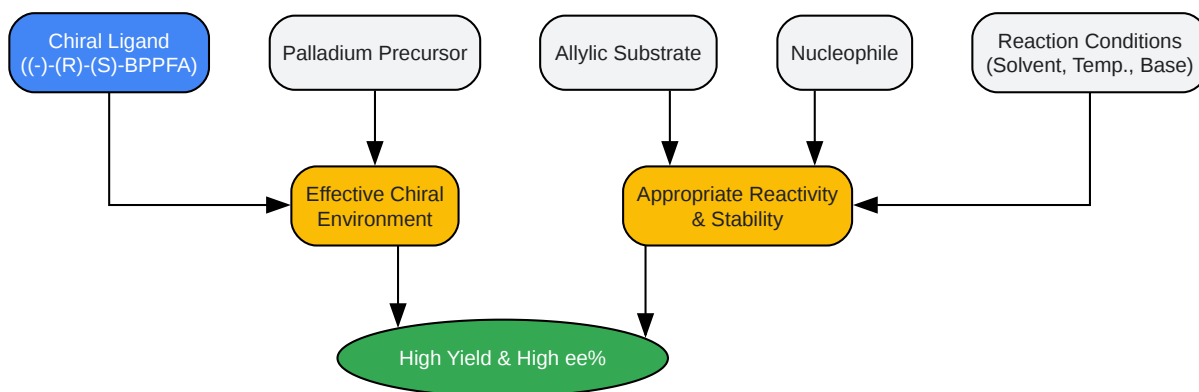 Chiral Ligand
((-)-(R)-(S)-BPPFA)
Palladium Precursor
Allylic Substrate
Nucleophile
Reaction Conditions
(Solvent, Temp., Base)
Effective Chiral
Environment
Appropriate Reactivity
& Stability
High Yield & High ee%